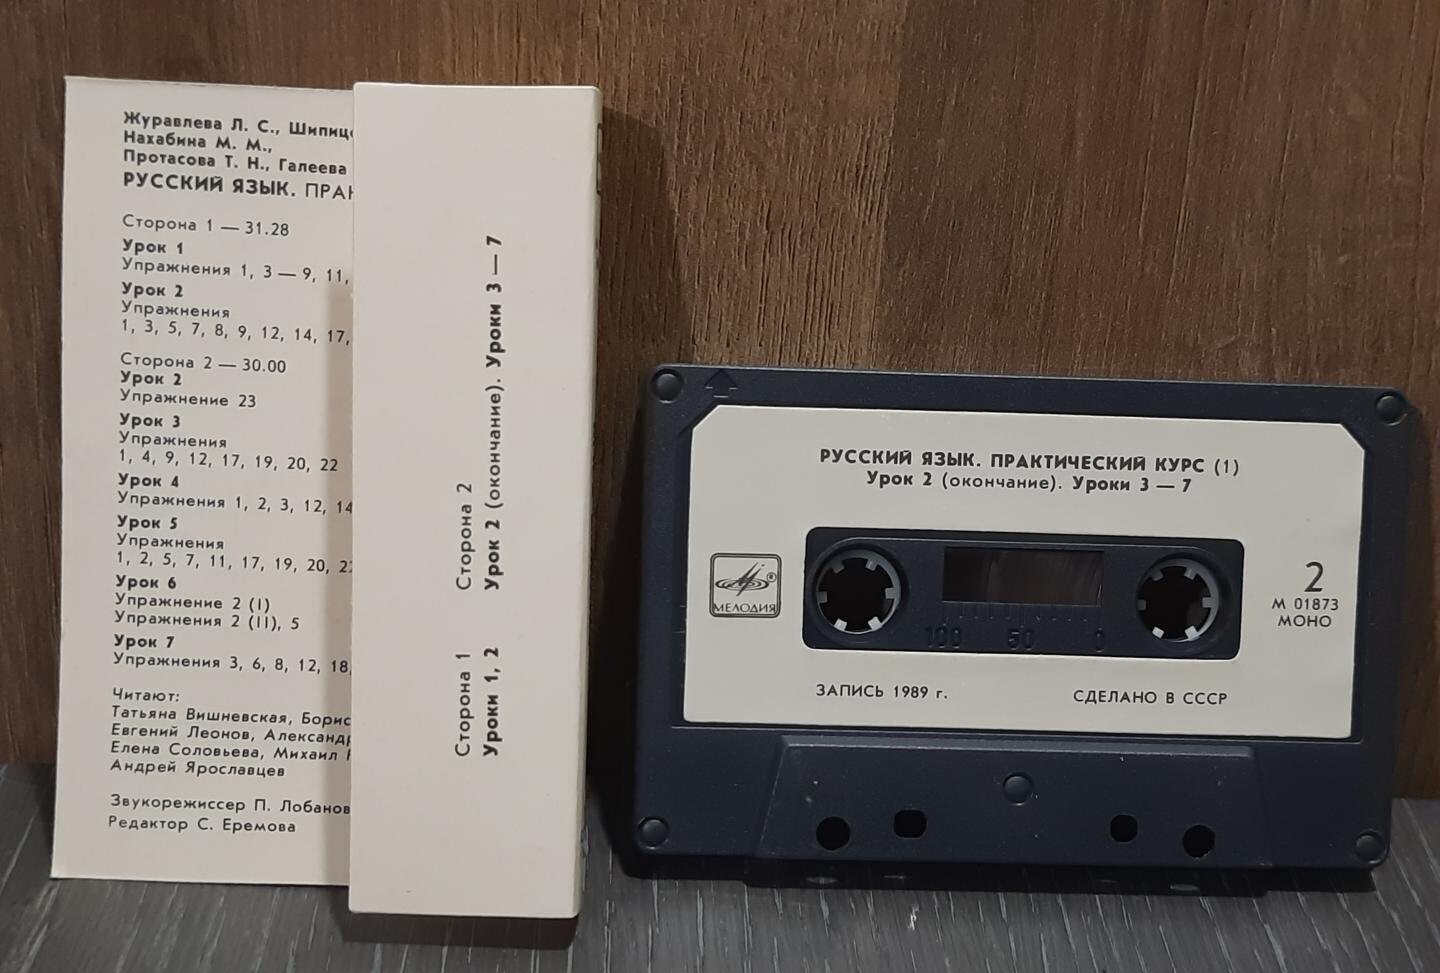 Журавлева Л. С.,
Нахабина М. М.,
Протасова Т. Н., Галеева
РУССКИЙ ЯЗЫК.
Сторона 1 — 31.28
Урок 1
Упражнения 1, 3 — 9, 11,
Урок 2
Упражнения
1, 3, 5, 7, 8, 9, 12, 14, 17,
Сторона 2 — 30.00
Урок 2
Упражнение 23
Урок 3
Упражнения
1, 4, 9, 12, 17, 19, 20, 22
Урок 4
Упражнения 1, 2, 3, 12, 14
Урок 5
Упражнения
1, 2, 5, 7, 11, 17, 19, 20,
Урок 6
Упражнение 2 (I)
Упражнения 2 (II), 5
Урок 7
Упражнения 3, 6, 8, 12, 18,
Читают:
Татьяна Вишневская, Борис
Евгений Леонов,
Елена Соловьева, Михаил
Андрей Ярославцев
Звукорежиссер П. Лобанов
Редактор С. Еремова
Сторона 1
Уроки 1, 2
Сторона 2
Урок 2 (окончание). Уроки 3 — 7
РУССКИЙ ЯЗЫК. ПРАКТИЧЕСКИЙ КУРС (1)
Урок 2 (окончание). Уроки 3 — 7
МЕЛОДИЯ
2
М 01873
МОНО
100 50 0
ЗАПИСЬ 1989 г.
СДЕЛАНО В СССР